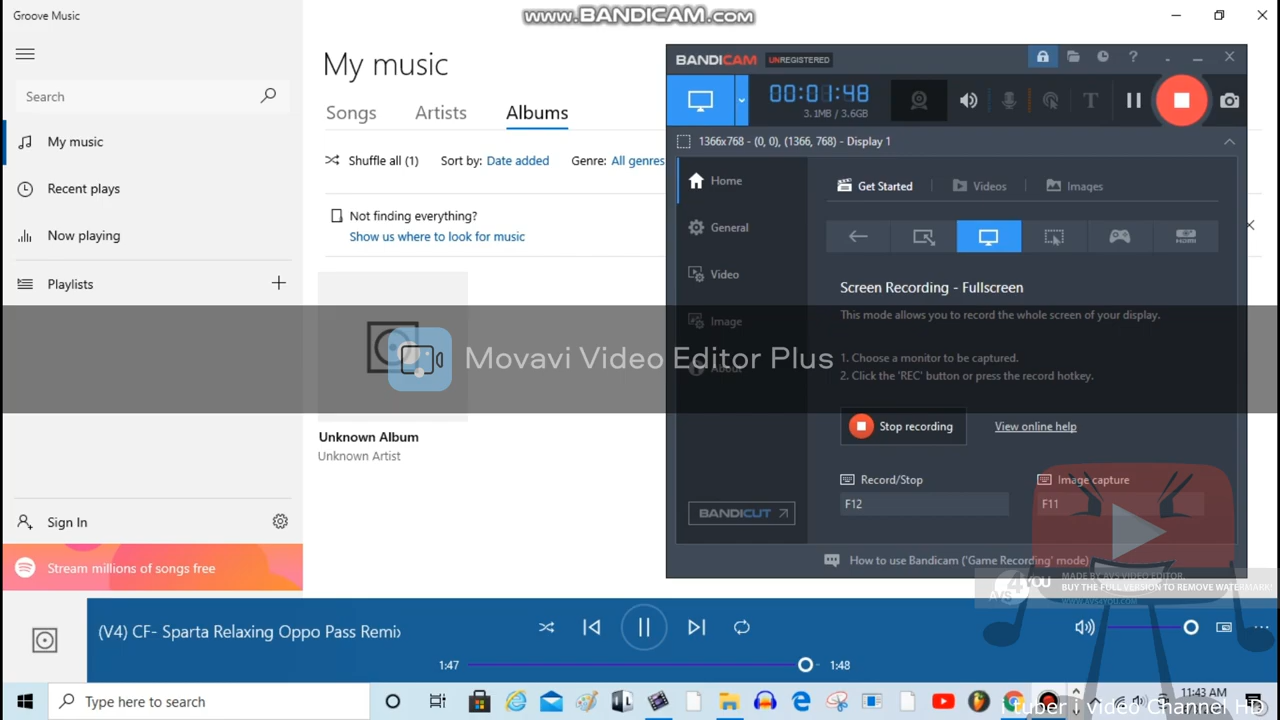 Groove Music
www.BANDICAM.com
My music
Search
Songs
Artists
Albums
My music
Shuffle all (1)
Sort by: Date added
Genre: All genres
Recent plays
Not finding everything?
Show us where to look for music
Now playing
Playlists
Movavi Video Editor Plus
Unknown Album
Unknown Artist
Sign In
Stream millions of songs free
BANDICAM UNREGISTERED
00:01:48
3.1MB / 3.6GB
1366x768 - (0, 0), (1366, 768) - Display 1
Home
General
Video
Image
About
BANDICUT
Get Started
Videos
Images
HDMI
Screen Recording - Fullscreen
This mode allows you to record the whole screen of your display.
1. Choose a monitor to be captured.
2. Click the 'REC' button or press the record hotkey.
Stop recording
View online help
Record/Stop
Image capture
F12
F11
How to use Bandicam ('Game Recording' mode)
AVS4YOU
MADE BY AVS VIDEO EDITOR.
BUY THE FULL VERSION TO REMOVE WATERMARK!
WWW.AVS4YOU.COM
(V4) CF- Sparta Relaxing Oppo Pass Remix
1:47
1:48
Type here to search
11:43 AM
i tuber i video Channel HD